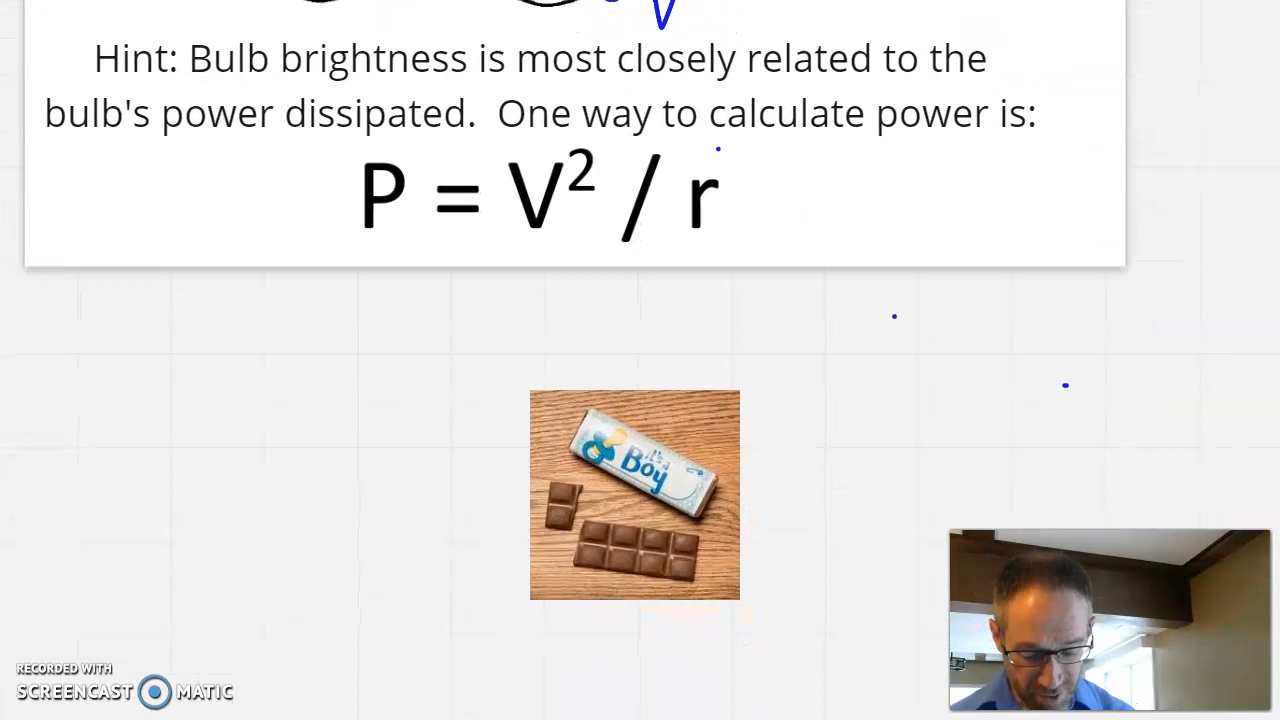 V
Hint: Bulb brightness is most closely related to the
bulb's power dissipated.  One way to calculate power is:
P = V² / r
it's a
Boy
RECORDED WITH
SCREENCAST MATIC